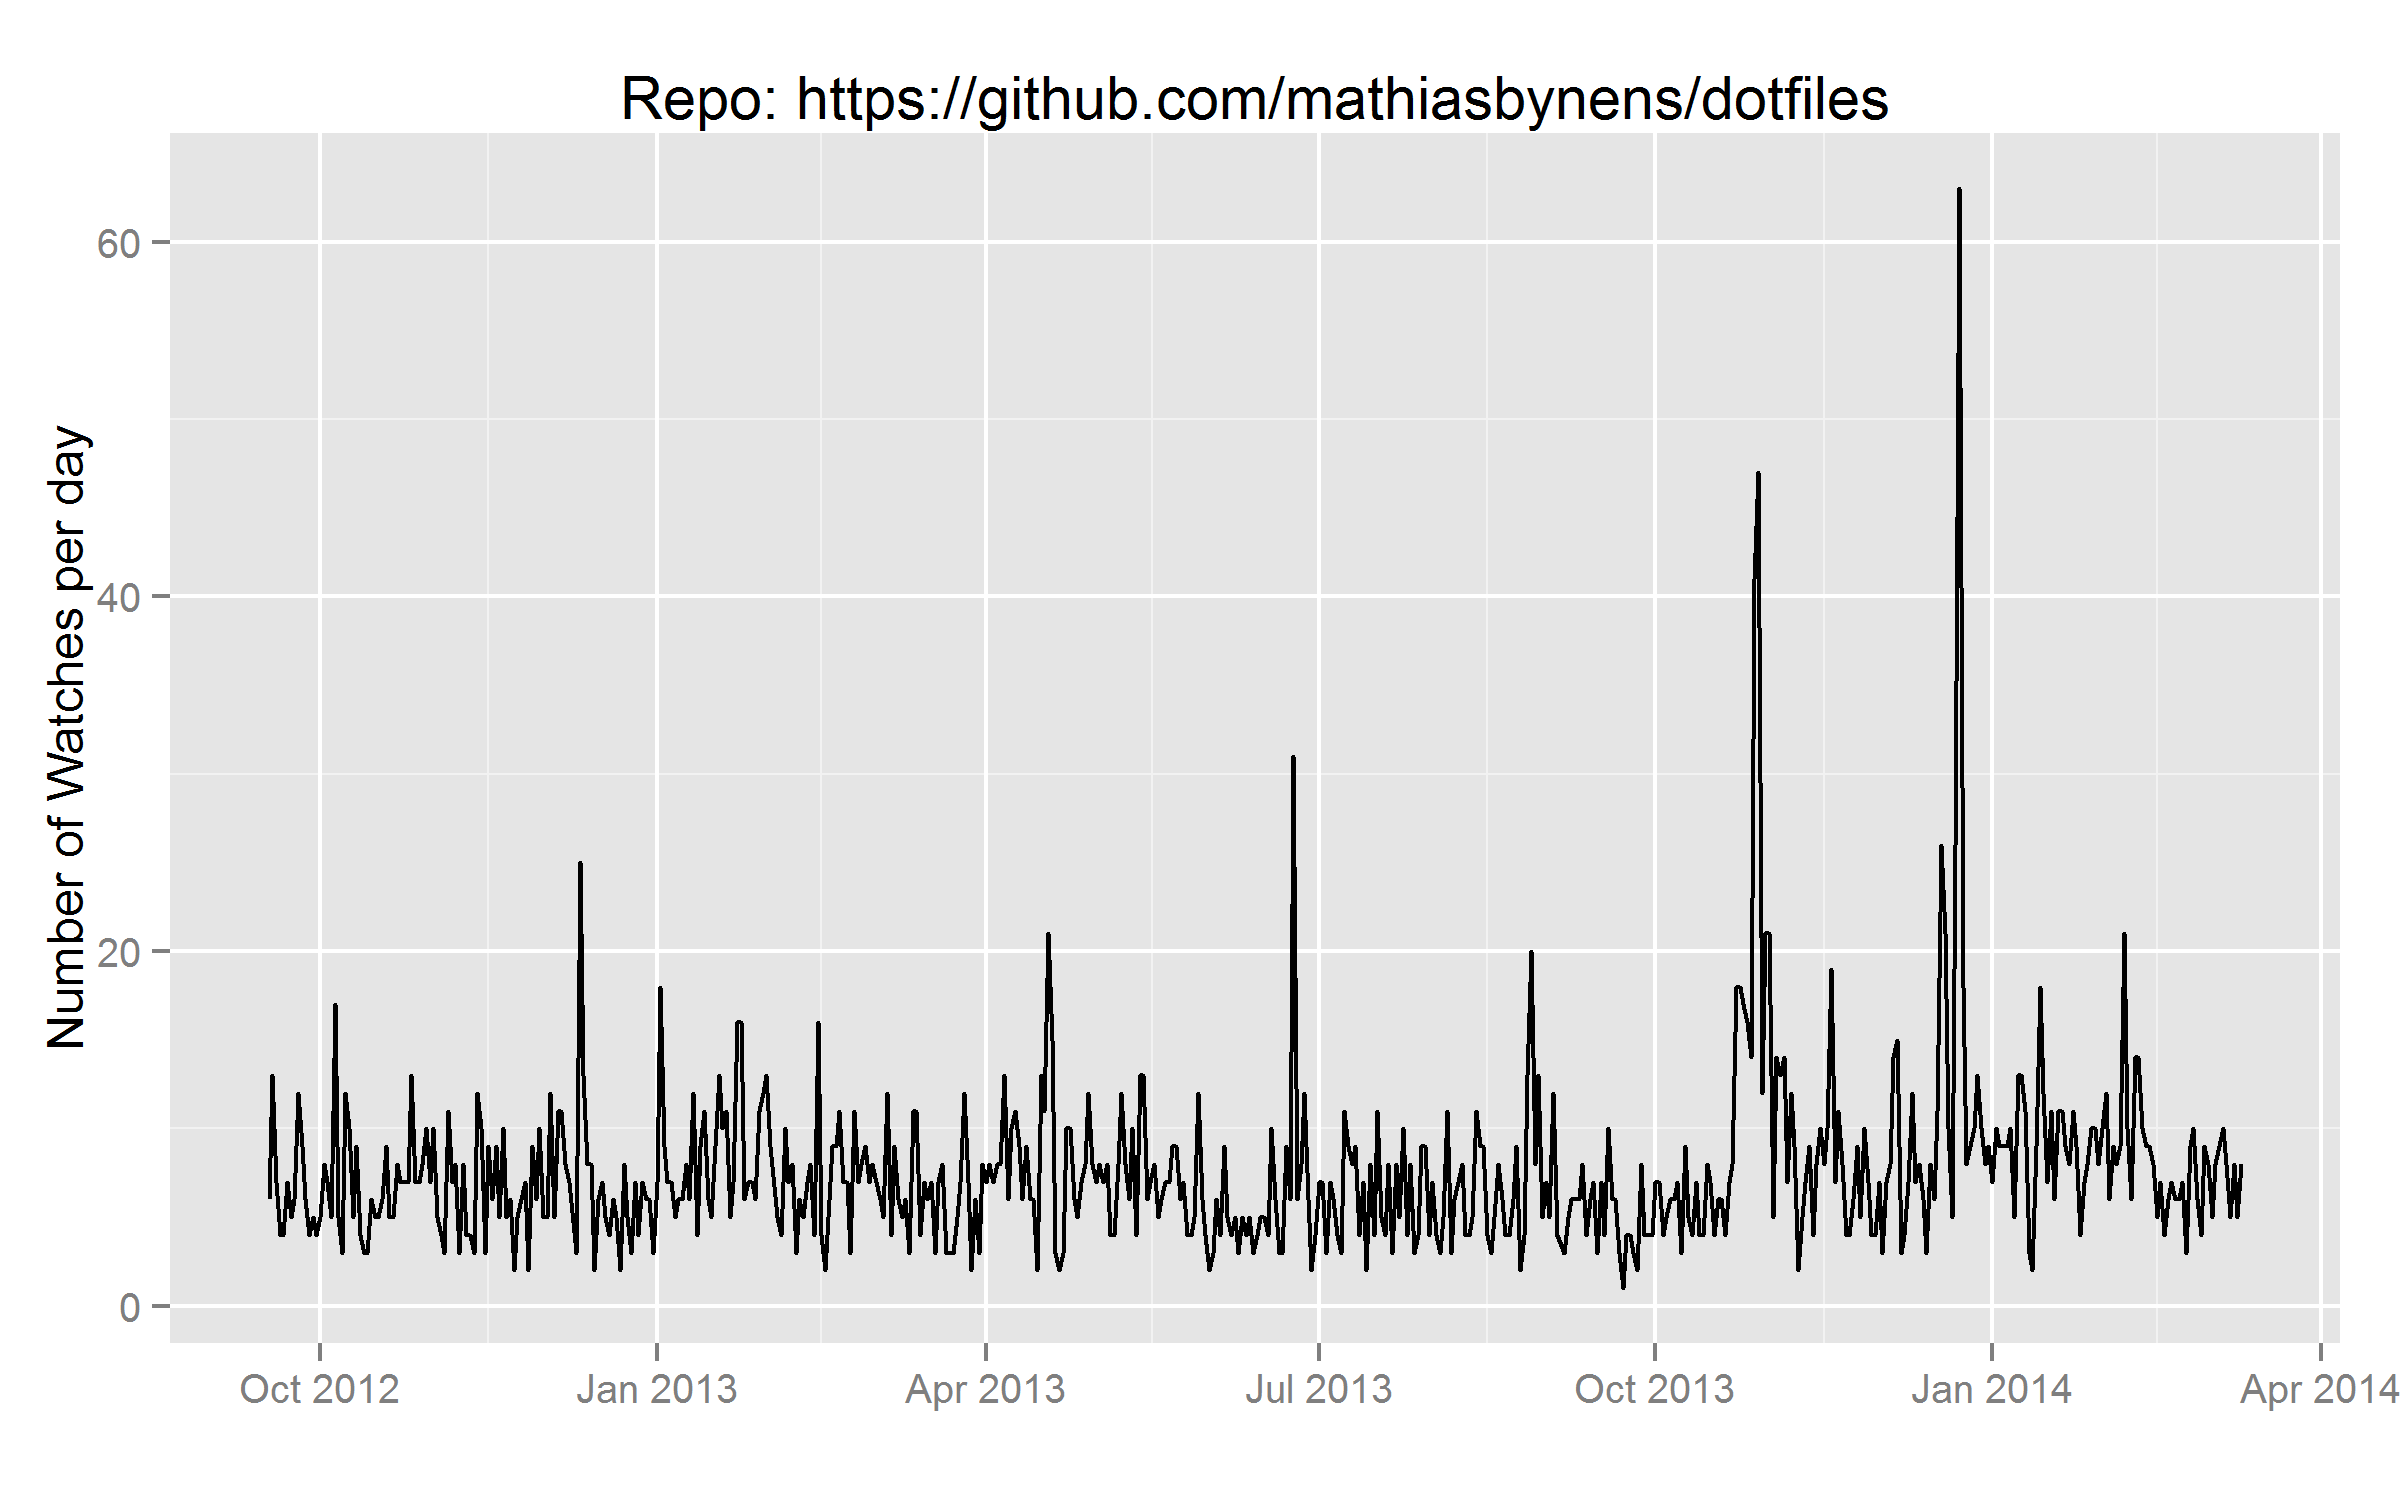 Repo: https://github.com/mathiasbynens/dotfiles
Number of Watches per day
60
40
20
0
Oct 2012
Jan 2013
Apr 2013
Jul 2013
Oct 2013
Jan 2014
Apr 2014